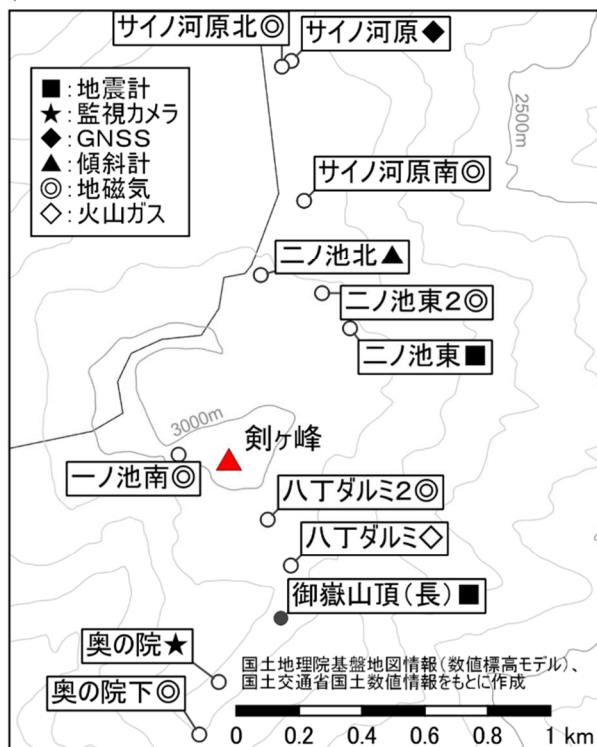 サイノ河原北◎
サイノ河原◆
■:地震計
★:監視カメラ
◆:GNSS
▲:傾斜計
◎:地磁気
◇:火山ガス
2500m
サイノ河原南◎
二ノ池北▲
二ノ池東2◎
二ノ池東■
3000m
剣ヶ峰
一ノ池南◎
八丁ダルミ2◎
八丁ダルミ◇
御嶽山頂(長)■
奥の院★
国土地理院基盤地図情報(数値標高モデル)、
国土交通省国土数値情報をもとに作成
奥の院下◎
0 0.2 0.4 0.6 0.8 1 km